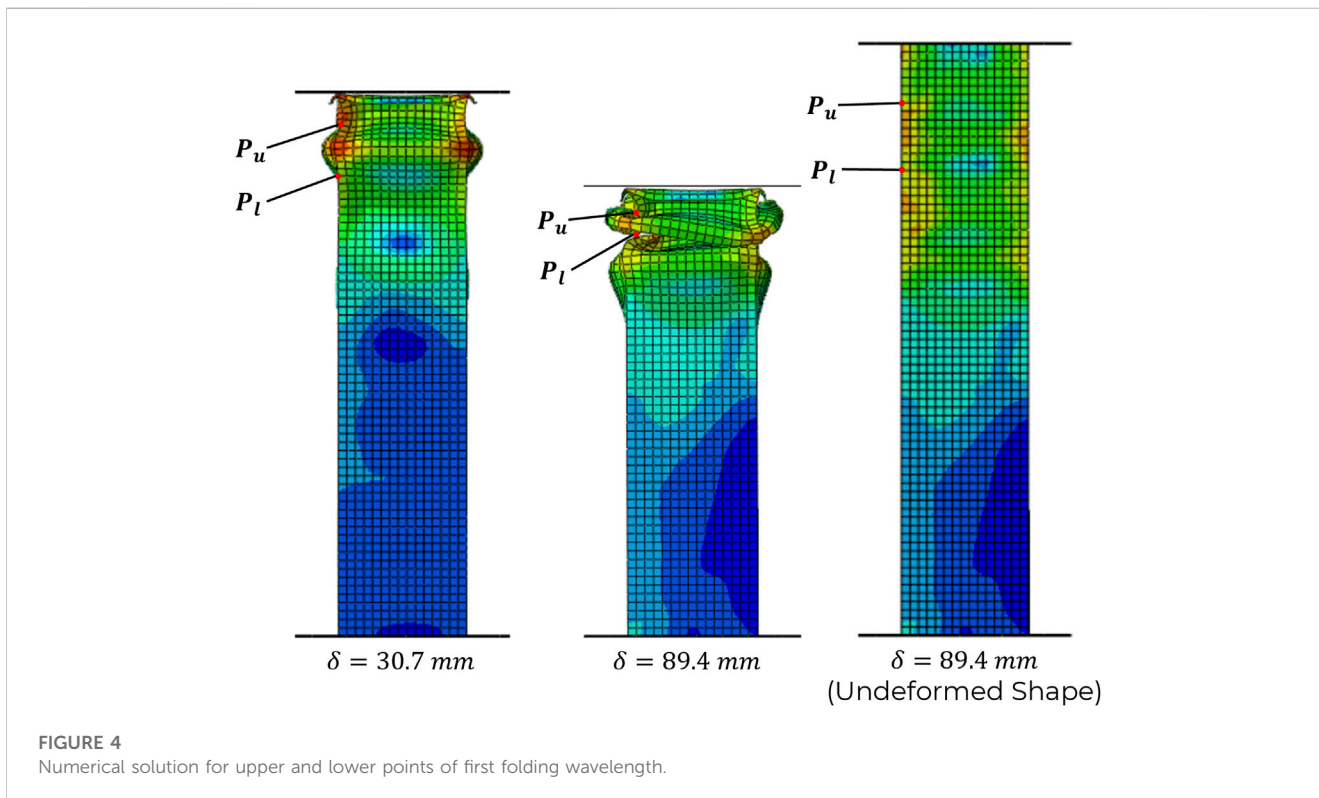 P_u
P_l
δ = 30.7 mm
P_u
P_l
δ = 89.4 mm
P_u
P_l
δ = 89.4 mm
(Undeformed Shape)
FIGURE 4
Numerical solution for upper and lower points of first folding wavelength.